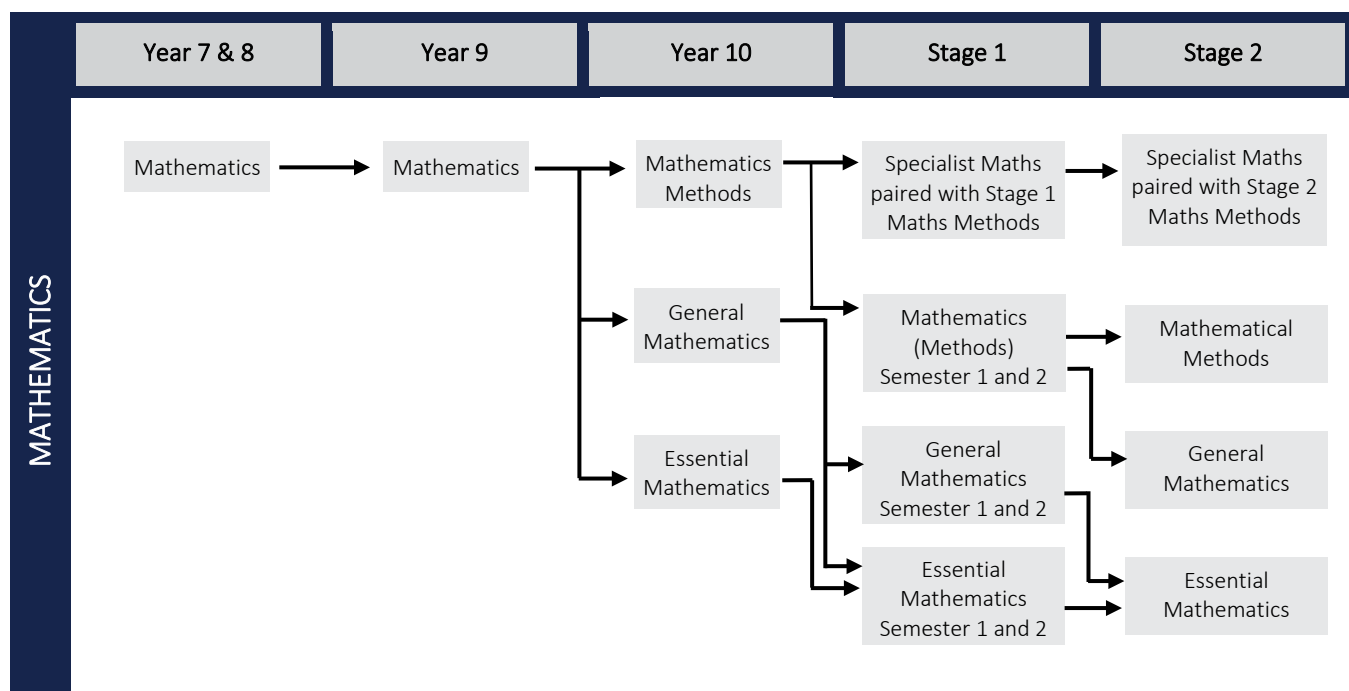 Year 7 & 8
Year 9
Year 10
Stage 1
Stage 2
MATHEMATICS
Mathematics
Mathematics
Mathematics
Methods
General
Mathematics
Essential
Mathematics
Specialist Maths
paired with Stage 1
Maths Methods
Mathematics
(Methods)
Semester 1 and 2
General
Mathematics
Semester 1 and 2
Essential
Mathematics
Semester 1 and 2
Specialist Maths
paired with Stage 2
Maths Methods
Mathematical
Methods
General
Mathematics
Essential
Mathematics